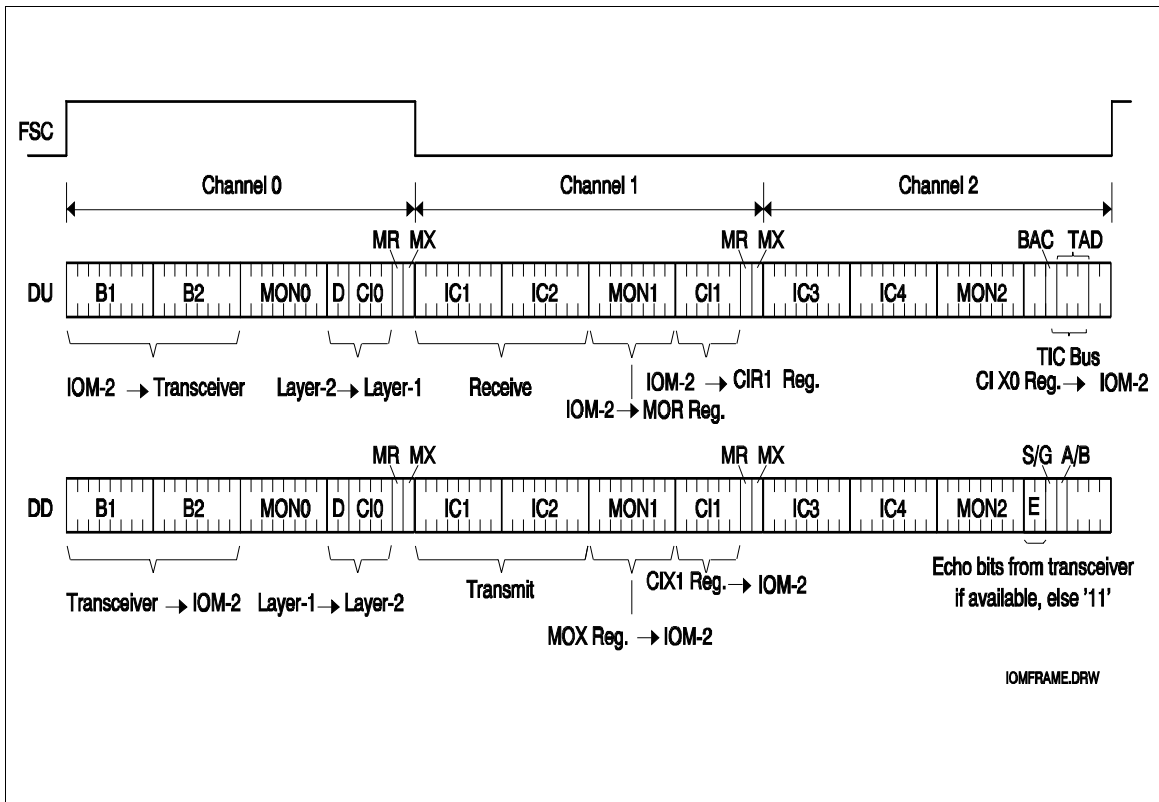 FSC
Channel 0 Channel 1 Channel 2
MR MX MR MX BAC TAD
DU B1 B2 MON0 D CI0 IC1 IC2 MON1 CI1 IC3 IC4 MON2
TIC Bus
IOM-2 → Transceiver Layer-2 → Layer-1 Receive IOM-2 → CIR1 Reg. CI X0 Reg. → IOM-2
IOM-2 → MOR Reg.
MR MX MR MX S/G A/B
DD B1 B2 MON0 D CI0 IC1 IC2 MON1 CI1 IC3 IC4 MON2 E
Transceiver → IOM-2 Layer-1 → Layer-2 Transmit CIX1 Reg. → IOM-2 Echo bits from transceiver
if available, else '11'
MOX Reg. → IOM-2
IOMFRAME.DRW